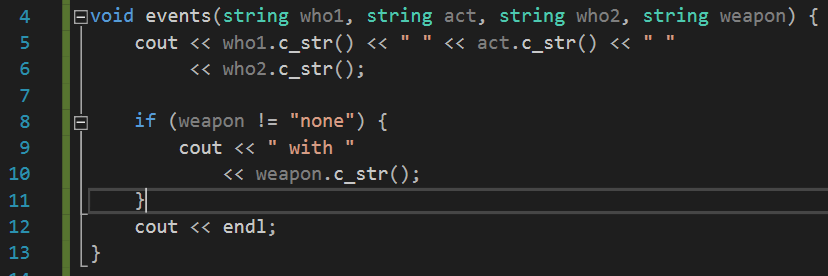 4 void events(string who1, string act, string who2, string weapon) {
5 cout << who1.c_str() << " " << act.c_str() << " "
6 << who2.c_str();
7
8 if (weapon != "none") {
9 cout << " with "
10 << weapon.c_str();
11 }
12 cout << endl;
13 }